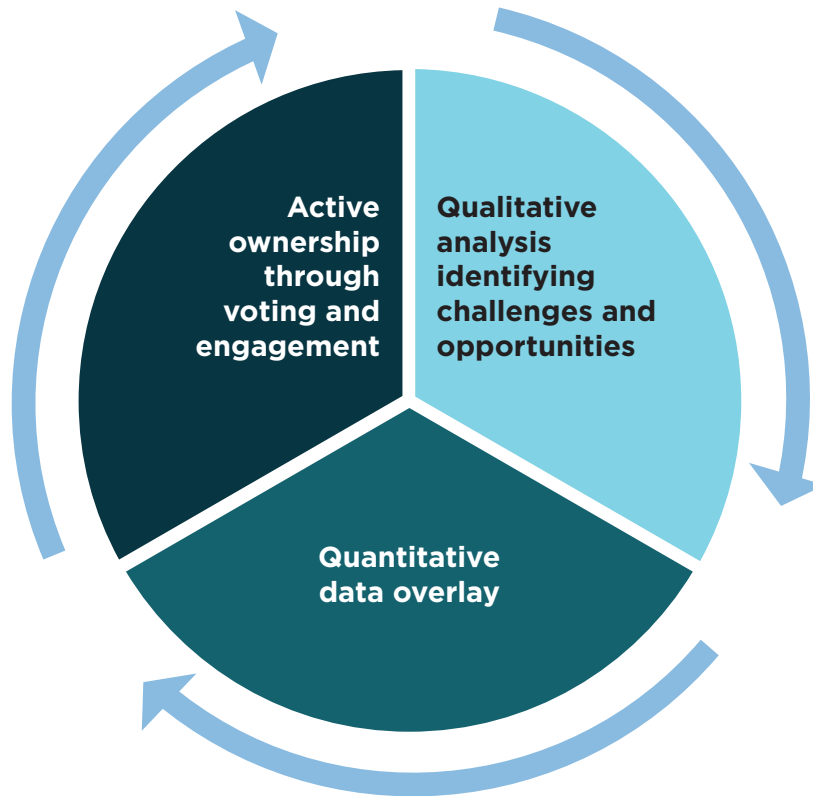 Active
ownership
through
voting and
engagement
Qualitative
analysis
identifying
challenges and
opportunities
Quantitative
data overlay